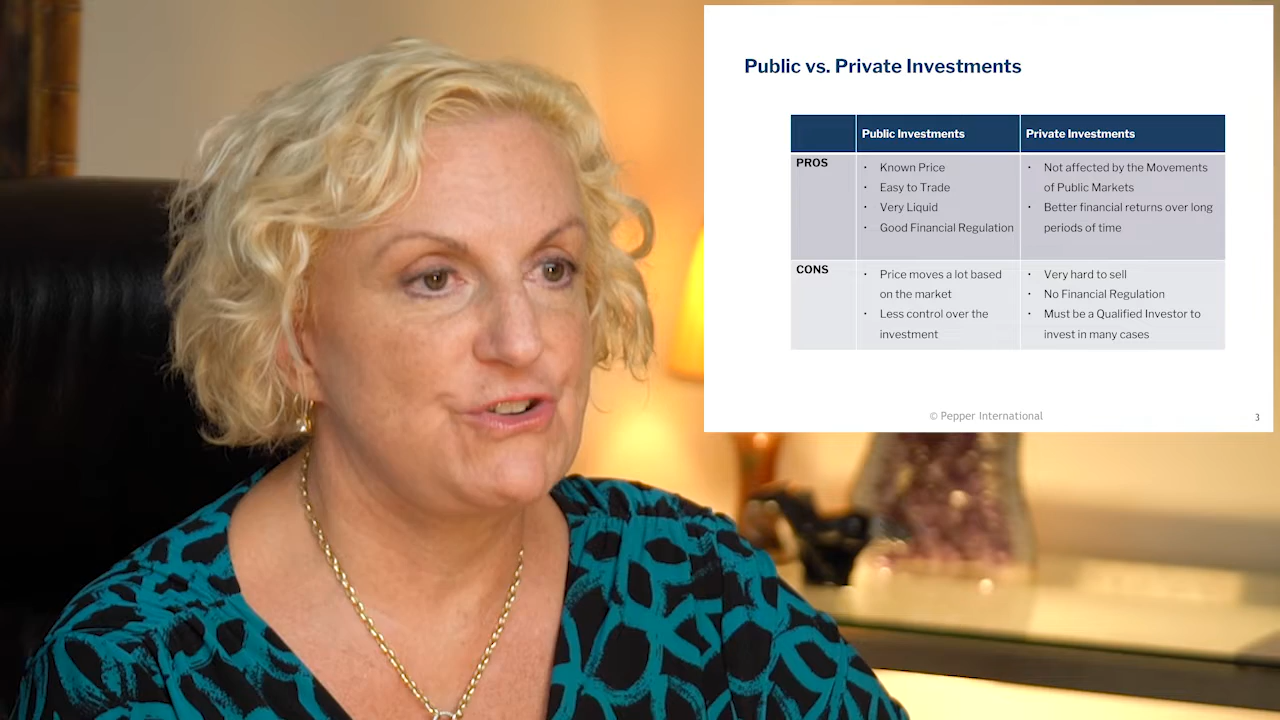 Public vs. Private Investments
Public Investments
Private Investments
PROS
• Known Price
• Easy to Trade
• Very Liquid
• Good Financial Regulation
• Not affected by the Movements
of Public Markets
• Better financial returns over long
periods of time
CONS
• Price moves a lot based
on the market
• Less control over the
investment
• Very hard to sell
• No Financial Regulation
• Must be a Qualified Investor to
invest in many cases
© Pepper International
3